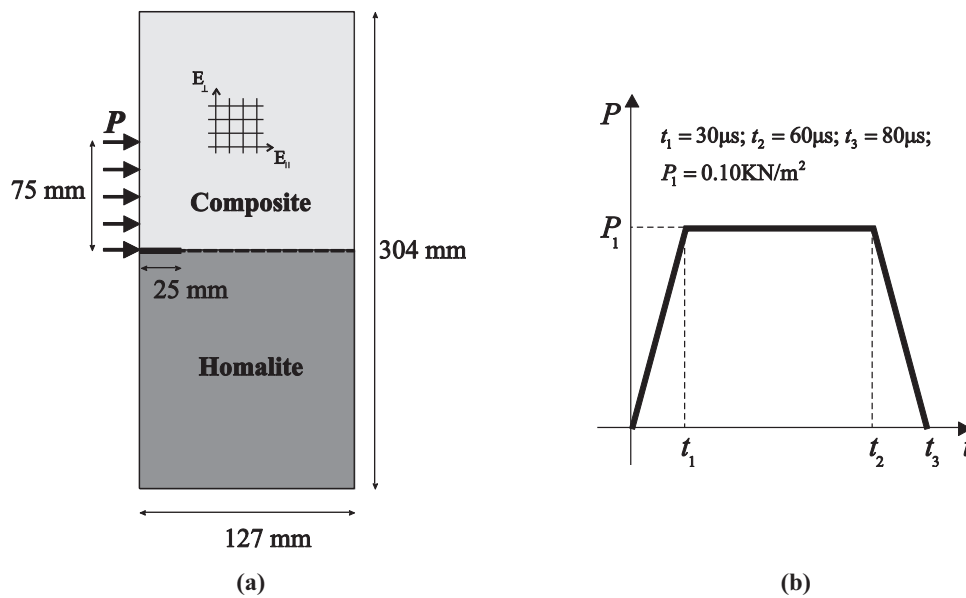 E⊥
P
E||
75 mm
Composite
304 mm
25 mm
Homalite
127 mm
(a)
P
t₁ = 30μs; t₂ = 60μs; t₃ = 80μs;
P₁ = 0.10KN/m²
P₁
t₁ t₂ t₃ t
(b)